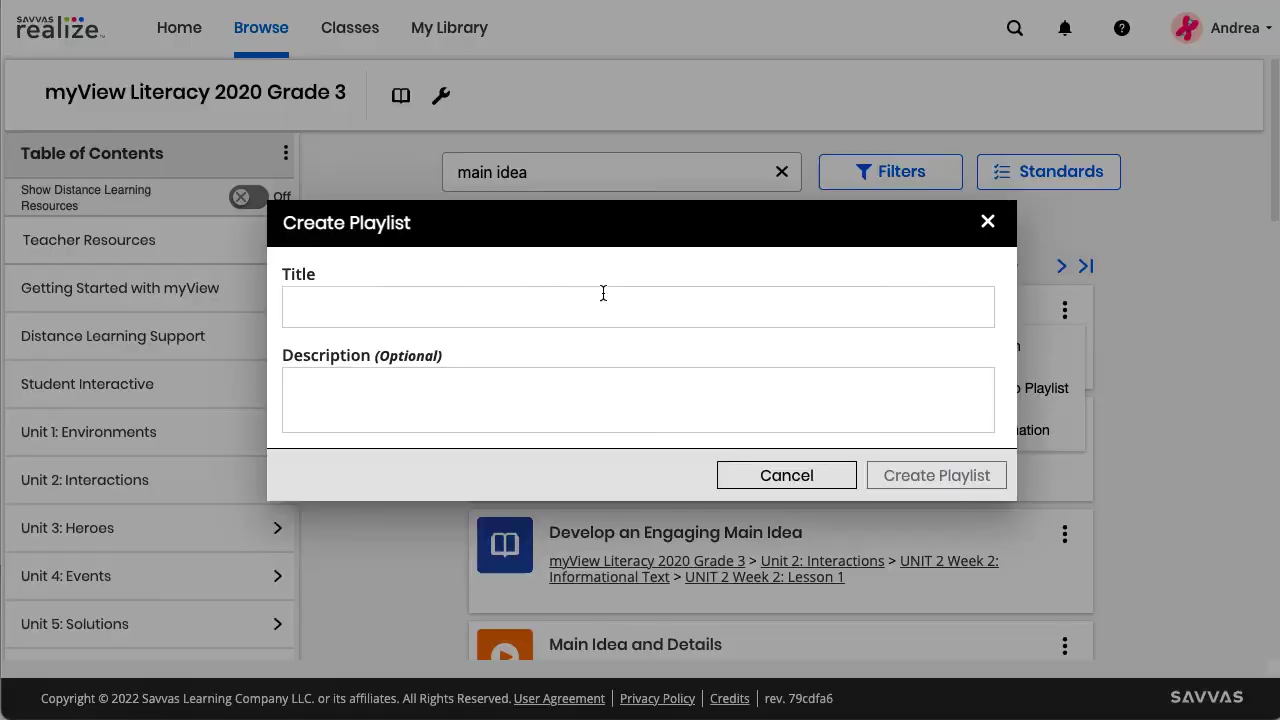 SAVVAS
realize
Home
Browse
Classes
My Library
Andrea
myView Literacy 2020 Grade 3
Table of Contents
main idea
Filters
Standards
Show Distance Learning
Resources
Off
Create Playlist
Teacher Resources
Getting Started with myView
Distance Learning Support
Student Interactive
Unit 1: Environments
Unit 2: Interactions
Unit 3: Heroes
Unit 4: Events
Unit 5: Solutions
Title
Description (Optional)
Playlist
Cancel
Create Playlist
Develop an Engaging Main Idea
myView Literacy 2020 Grade 3 > Unit 2: Interactions > UNIT 2 Week 2:
Informational Text > UNIT 2 Week 2: Lesson 1
Main Idea and Details
Copyright © 2022 Savvas Learning Company LLC. or its affiliates. All Rights Reserved. User Agreement | Privacy Policy | Credits | rev. 79cdfa6
SAVVAS